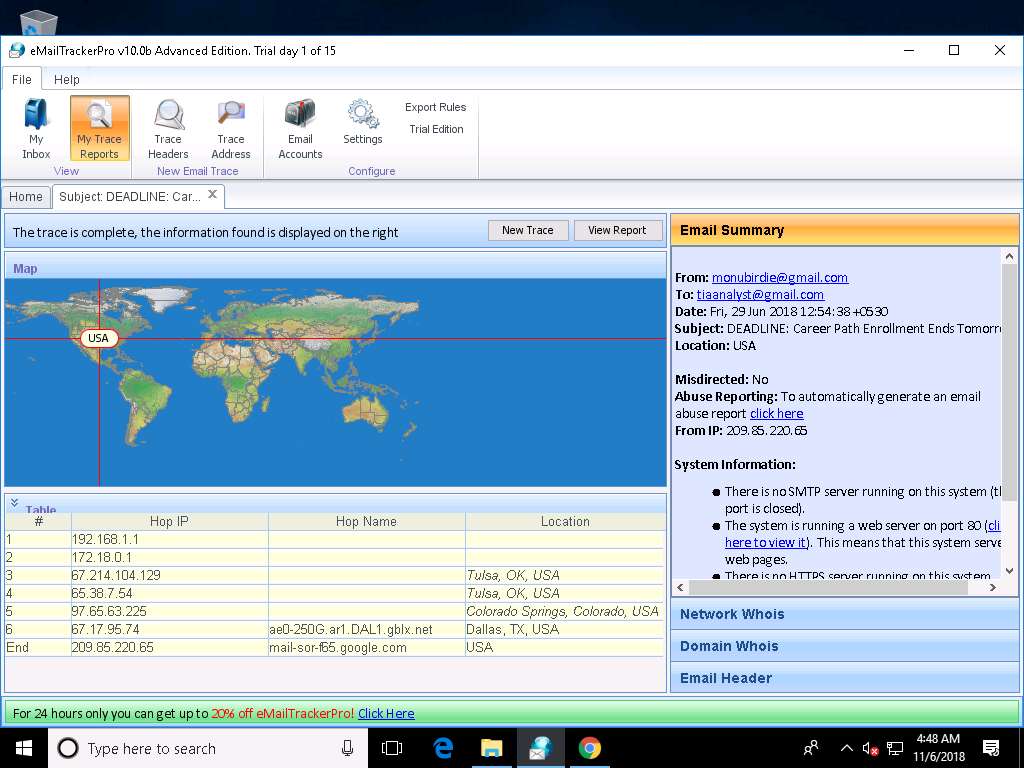 eMailTrackerPro v10.0b Advanced Edition. Trial day 1 of 15
File Help
My Inbox
My Trace Reports
Trace Headers
Trace Address
Email Accounts
Settings
Export Rules
Trial Edition
View
New Email Trace
Configure
Home
Subject: DEADLINE: Car...
The trace is complete, the information found is displayed on the right
New Trace
View Report
Map
USA
Table
# Hop IP Hop Name Location
1 192.168.1.1
2 172.18.0.1
3 67.214.104.129 Tulsa, OK, USA
4 65.38.7.54 Tulsa, OK, USA
5 97.65.63.225 Colorado Springs, Colorado, USA
6 67.17.95.74 ae0-250G.ar1.DAL1.gblx.net Dallas, TX, USA
End 209.85.220.65 mail-sor-f65.google.com USA
Email Summary
From: monubirdie@gmail.com
To: tiaanalyst@gmail.com
Date: Fri, 29 Jun 2018 12:54:38 +0530
Subject: DEADLINE: Career Path Enrollment Ends Tomorr
Location: USA
Misdirected: No
Abuse Reporting: To automatically generate an email
abuse report click here
From IP: 209.85.220.65
System Information:
● There is no SMTP server running on this system (t
port is closed).
● The system is running a web server on port 80 (cli
here to view it). This means that this system serve
web pages.
● There is no HTTPS server running on this system
Network Whois
Domain Whois
Email Header
For 24 hours only you can get up to 20% off eMailTrackerPro! Click Here
Type here to search
4:48 AM
11/6/2018